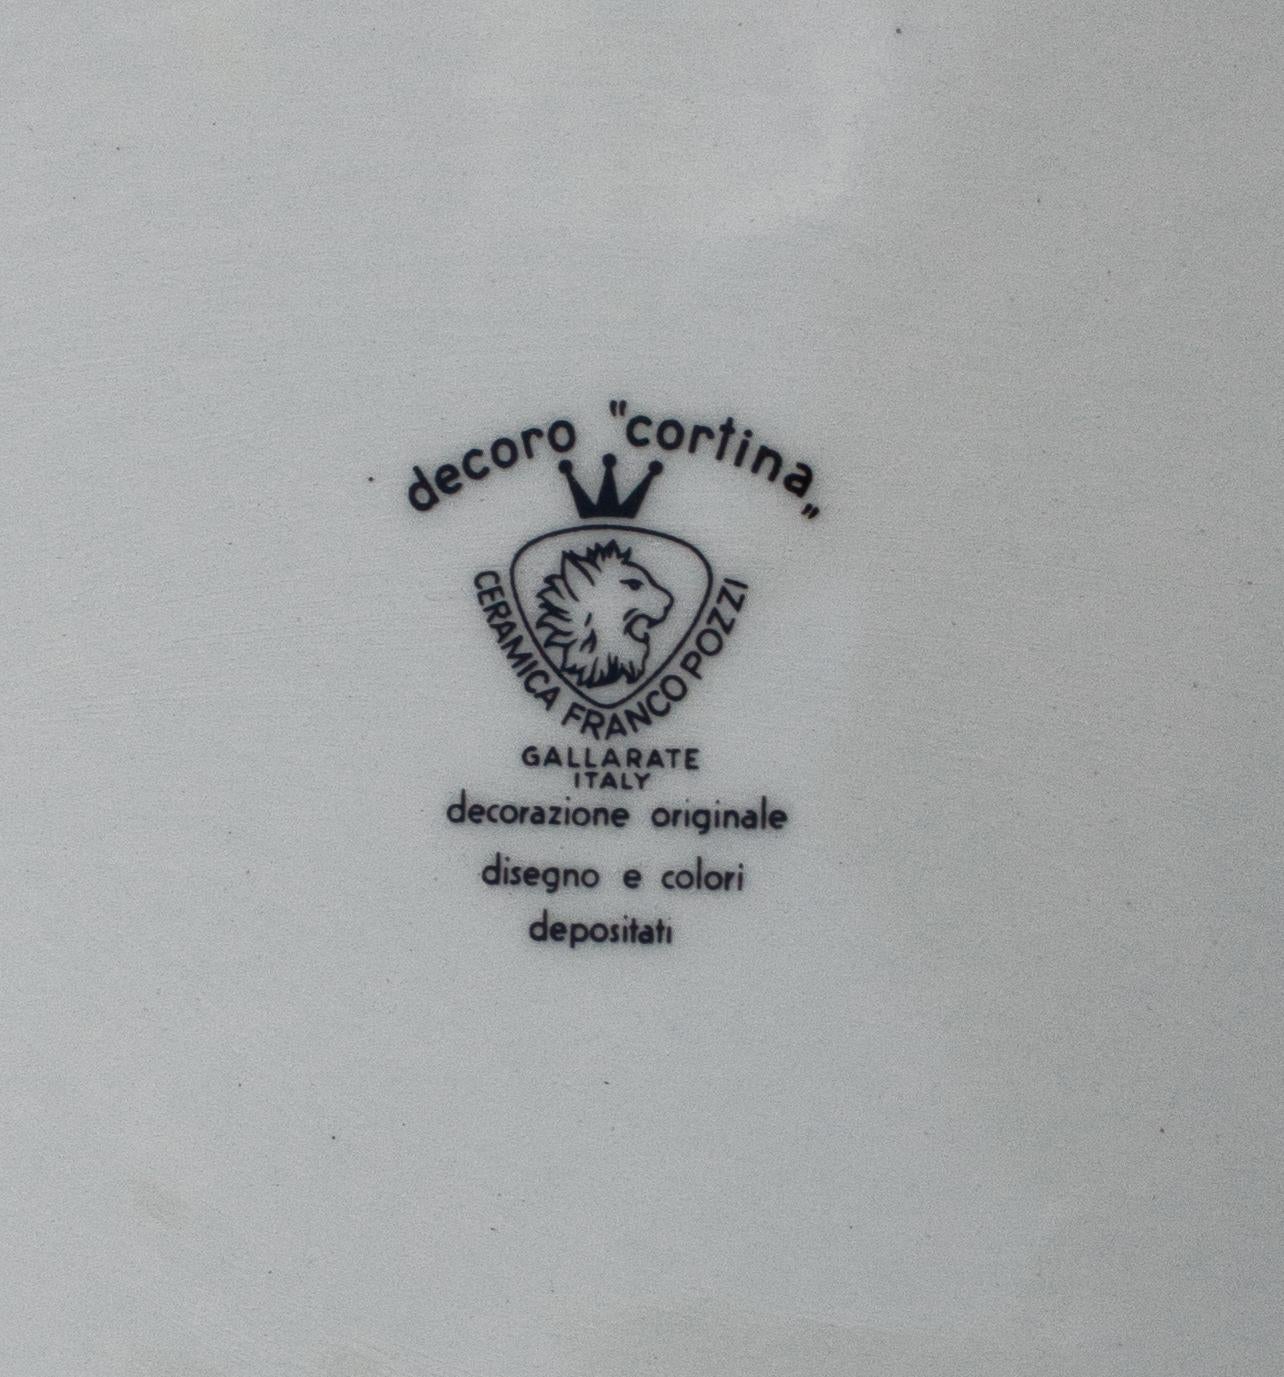 decoro "cortina"
CERAMICA FRANCO POZZI
GALLARATE
ITALY
decorazione originale
disegno e colori
depositati